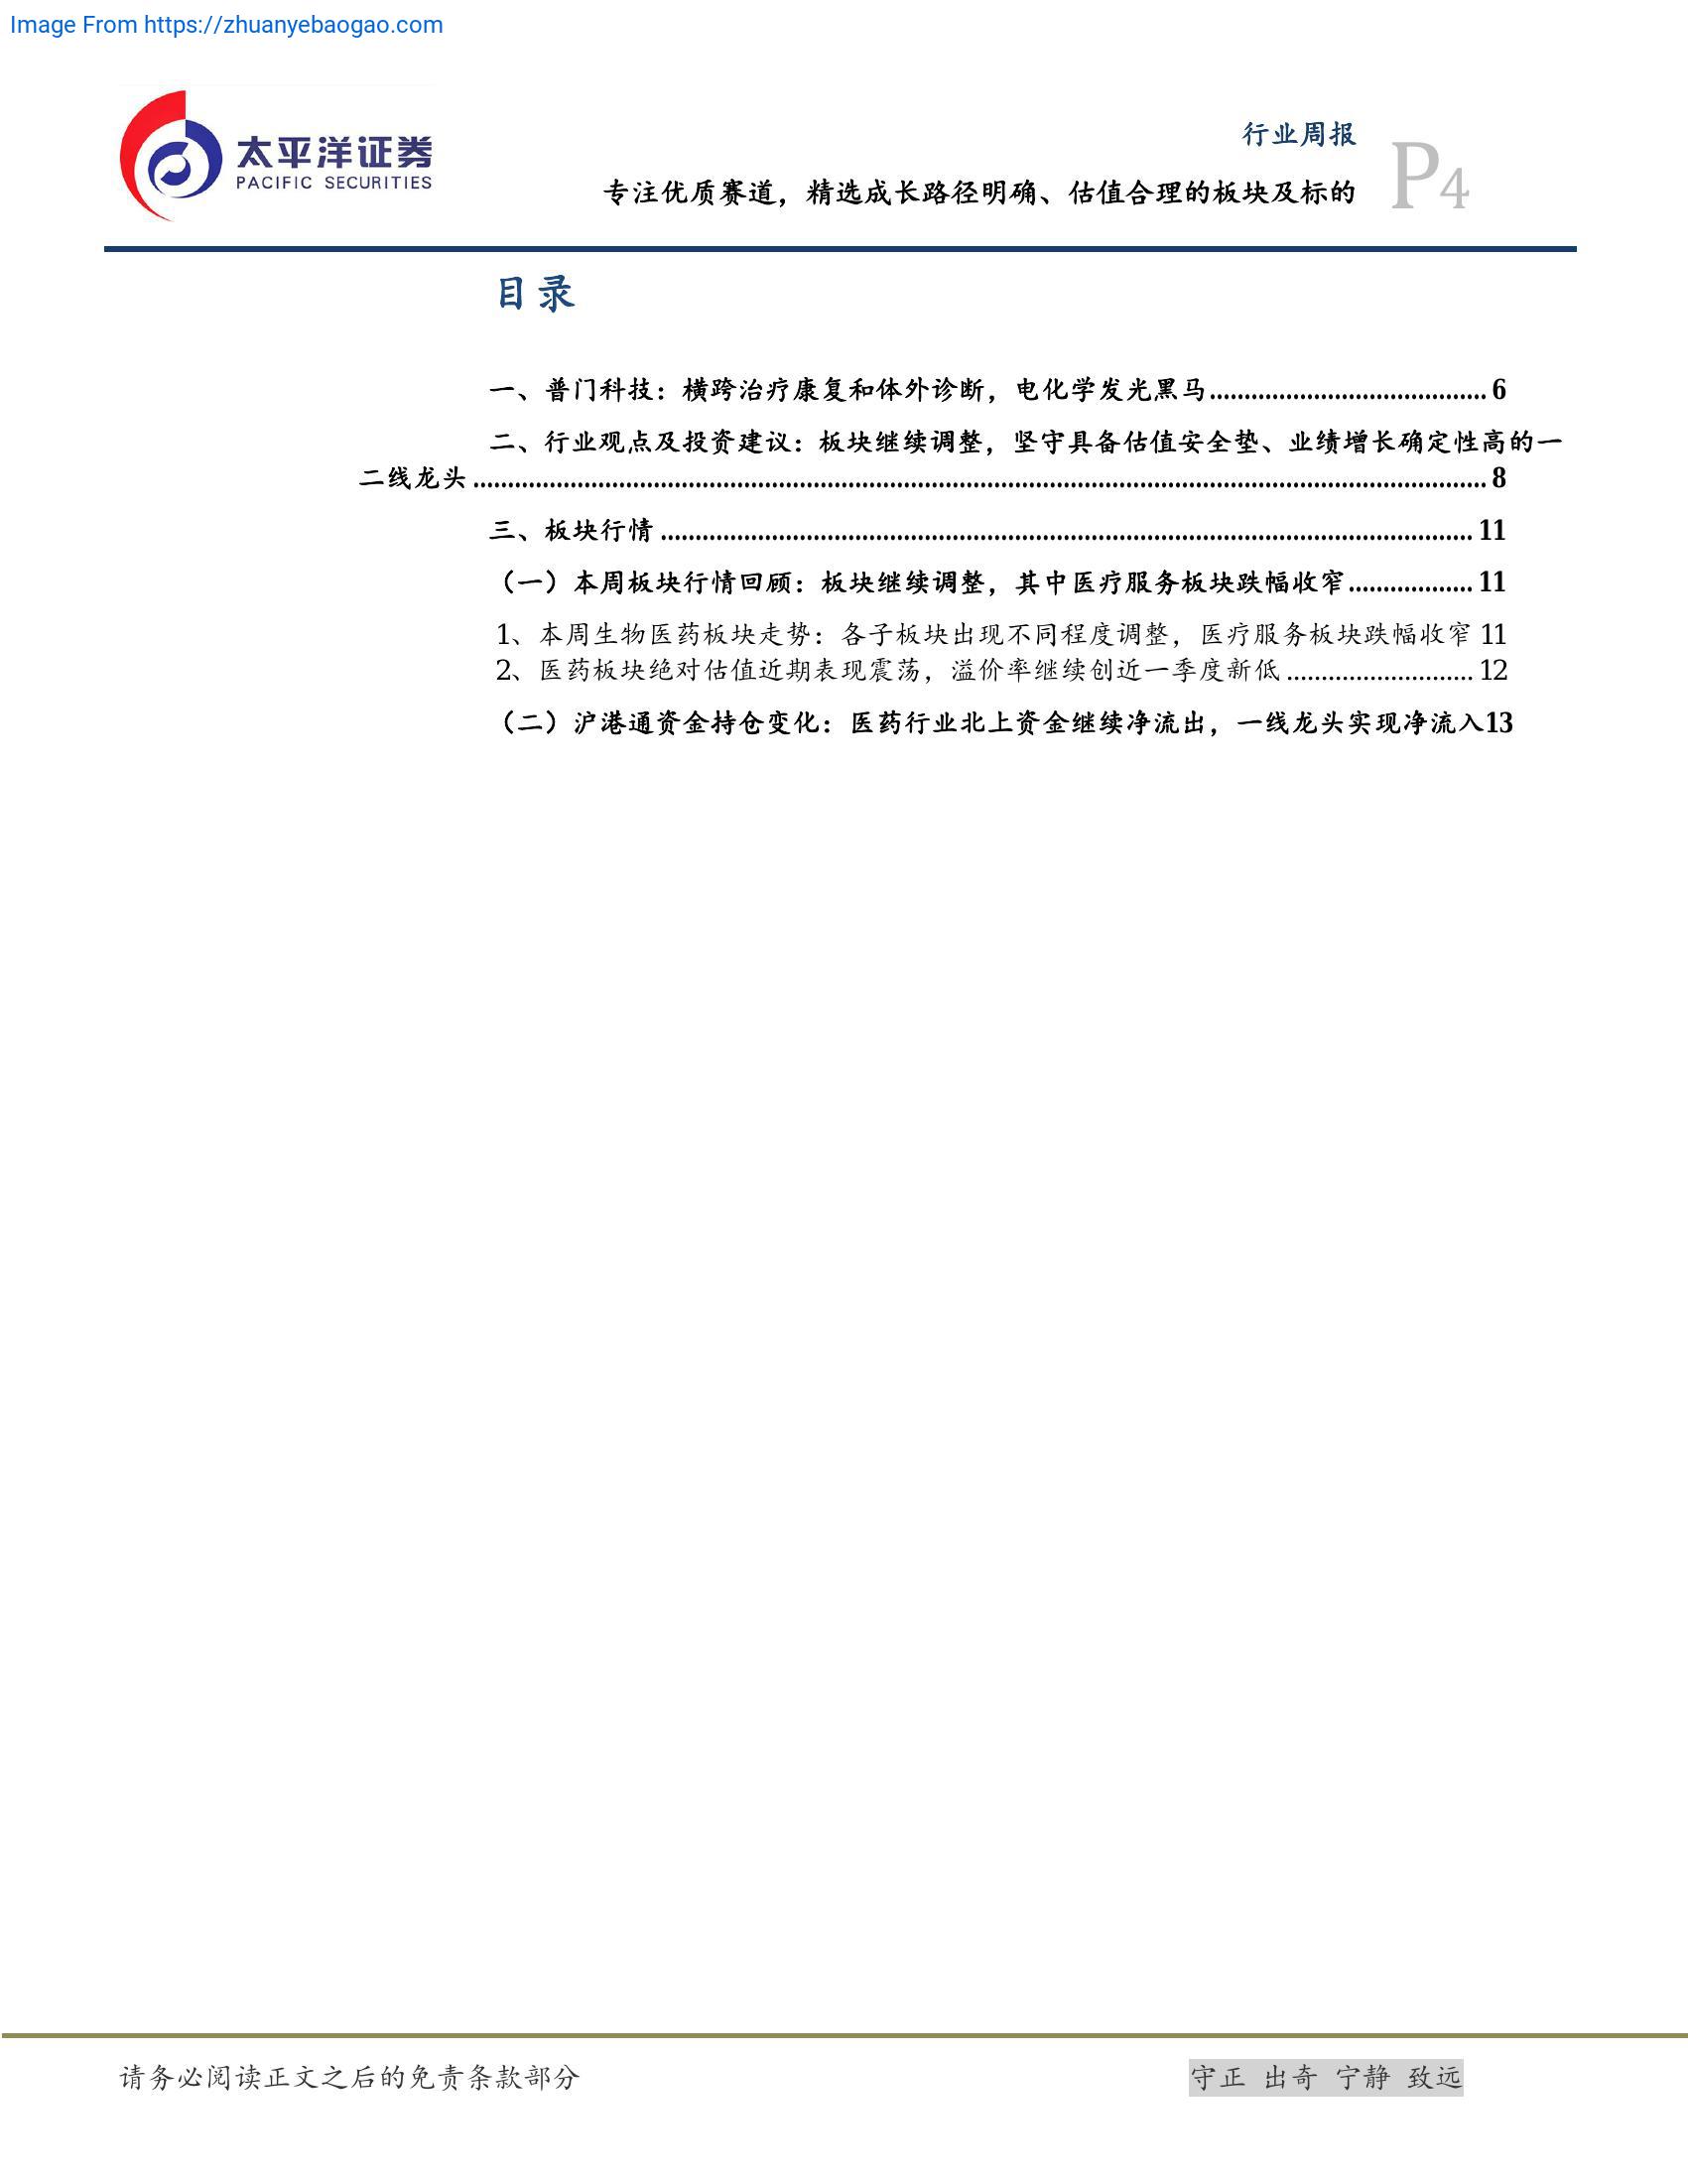 Image From https://zhuanyebaogao.com
太平洋证券
PACIFIC SECURITIES
行业周报
专注优质赛道，精选成长路径明确、估值合理的板块及标的
P4
目录
一、普门科技：横跨治疗康复和体外诊断，电化学发光黑马........................................ 6
二、行业观点及投资建议：板块继续调整，坚守具备估值安全垫、业绩增长确定性高的一
二线龙头.................................................................................................................................................... 8
三、板块行情...................................................................................................................... 11
（一）本周板块行情回顾：板块继续调整，其中医疗服务板块跌幅收窄.................. 11
1、本周生物医药板块走势：各子板块出现不同程度调整，医疗服务板块跌幅收窄 11
2、医药板块绝对估值近期表现震荡，溢价率继续创近一季度新低........................... 12
（二）沪港通资金持仓变化：医药行业北上资金继续净流出，一线龙头实现净流入13
请务必阅读正文之后的免责条款部分
守正 出奇 宁静 致远